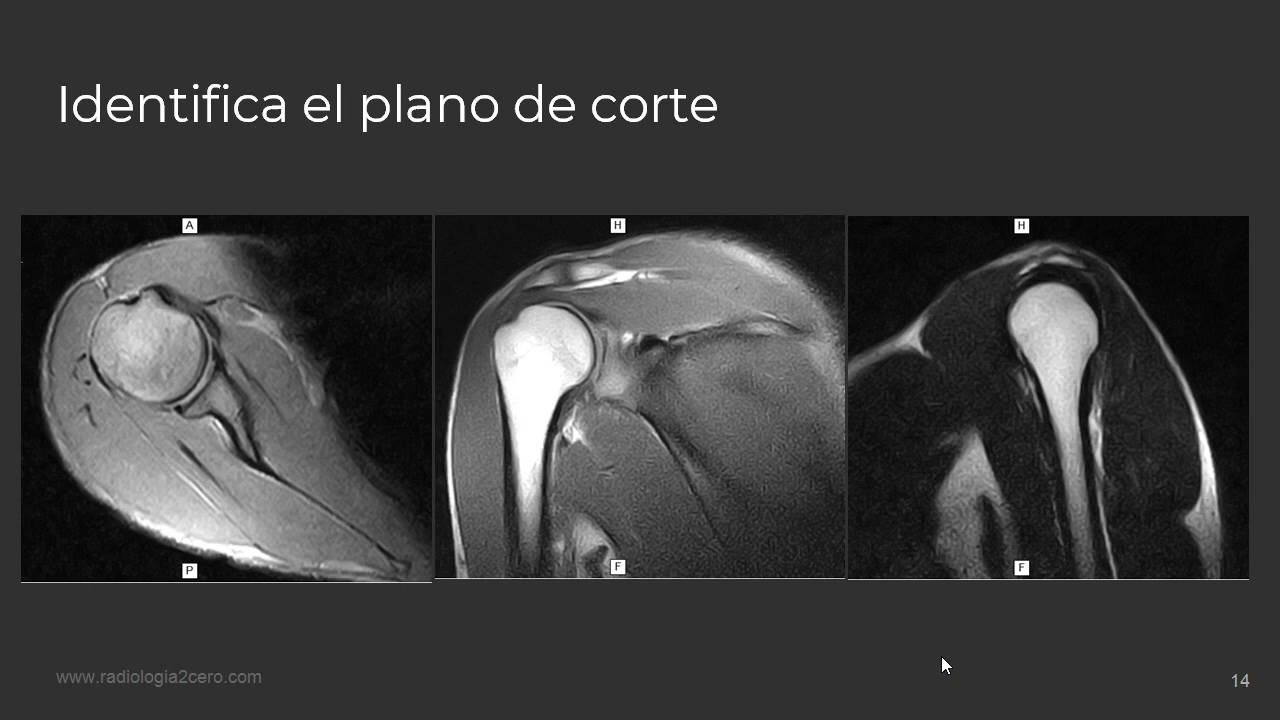 Identifica el plano de corte
A
H
H
P
F
F
www.radiologia2cero.com
14